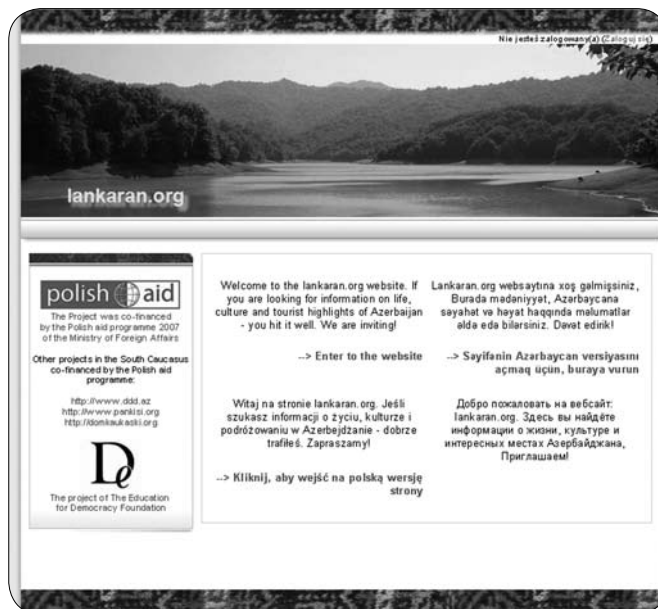 Nie jesteś zalogowany(a) (Zaloguj się)
lankaran.org
polish aid
The Project was co-financed
by the Polish aid programme 2007
of the Ministry of Foreign Affairs
Other projects in the South Caucasus
co-financed by the Polish aid
programme:
http://www.ddd.az
http://www.pankisi.org
http://domkaukaski.org
De
The project of The Education
for Democracy Foundation
Welcome to the lankaran.org website. If
you are looking for information on life,
culture and tourist highlights of Azerbaijan
- you hit it well. We are inviting!
--> Enter to the website
Lankaran.org websaytına xoş gəlmişsiniz,
Burada mədəniyyət, Azərbaycana
səyahət və həyat haqqında məlumatlar
əldə edə bilərsiniz. Dəvət edirik!
--> Səyifənin Azərbaycan versiyasını
açmaq üçün, buraya vurun
Witaj na stronie lankaran.org. Jeśli
szukasz informacji o życiu, kulturze i
podróżowaniu w Azerbejdżanie - dobrze
trafiłeś. Zapraszamy!
--> Kliknij, aby wejść na polską wersję
strony
Добро пожаловать на вебсайт:
lankaran.org. Здесь вы найдёте
информации о жизни, культуре и
интересных местах Азербайджана,
Приглашаем!